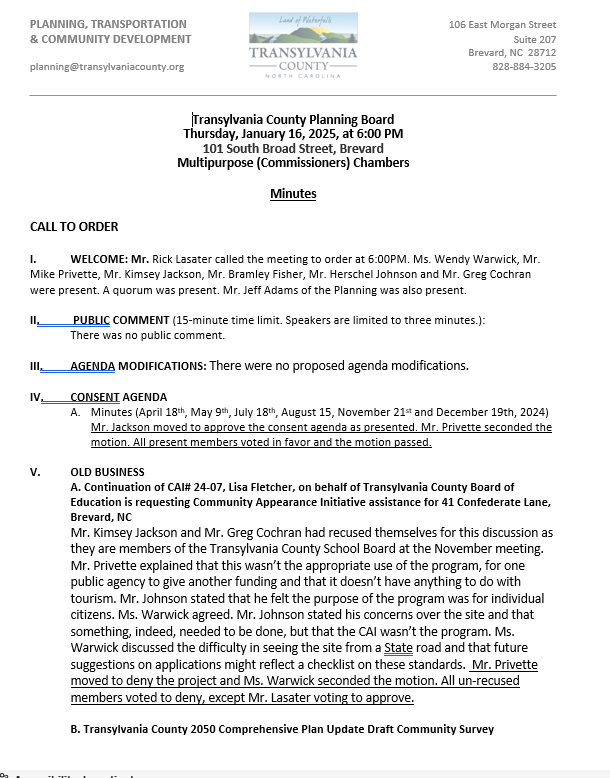 PLANNING, TRANSPORTATION
& COMMUNITY DEVELOPMENT
planning@transylvaniacounty.org
Land of Waterfalls
TRANSYLVANIA
COUNTY
NORTH CAROLINA
106 East Morgan Street
Suite 207
Brevard, NC 28712
828-884-3205
Transylvania County Planning Board
Thursday, January 16, 2025, at 6:00 PM
101 South Broad Street, Brevard
Multipurpose (Commissioners) Chambers
Minutes
CALL TO ORDER
I. WELCOME: Mr. Rick Lasater called the meeting to order at 6:00PM. Ms. Wendy Warwick, Mr.
Mike Privette, Mr. Kimsey Jackson, Mr. Bramley Fisher, Mr. Herschel Johnson and Mr. Greg Cochran
were present. A quorum was present. Mr. Jeff Adams of the Planning was also present.
II. PUBLIC COMMENT (15-minute time limit. Speakers are limited to three minutes.):
There was no public comment.
III. AGENDA MODIFICATIONS: There were no proposed agenda modifications.
IV. CONSENT AGENDA
A. Minutes (April 18th, May 9th, July 18th, August 15, November 21st and December 19th, 2024)
Mr. Jackson moved to approve the consent agenda as presented. Mr. Privette seconded the
motion. All present members voted in favor and the motion passed.
V. OLD BUSINESS
A. Continuation of CAI# 24-07, Lisa Fletcher, on behalf of Transylvania County Board of
Education is requesting Community Appearance Initiative assistance for 41 Confederate Lane,
Brevard, NC
Mr. Kimsey Jackson and Mr. Greg Cochran had recused themselves for this discussion as
they are members of the Transylvania County School Board at the November meeting.
Mr. Privette explained that this wasn't the appropriate use of the program, for one
public agency to give another funding and that it doesn't have anything to do with
tourism. Mr. Johnson stated that he felt the purpose of the program was for individual
citizens. Ms. Warwick agreed. Mr. Johnson stated his concerns over the site and that
something, indeed, needed to be done, but that the CAI wasn't the program. Ms.
Warwick discussed the difficulty in seeing the site from a State road and that future
suggestions on applications might reflect a checklist on these standards. Mr. Privette
moved to deny the project and Ms. Warwick seconded the motion. All un-recused
members voted to deny, except Mr. Lasater voting to approve.
B. Transylvania County 2050 Comprehensive Plan Update Draft Community Survey